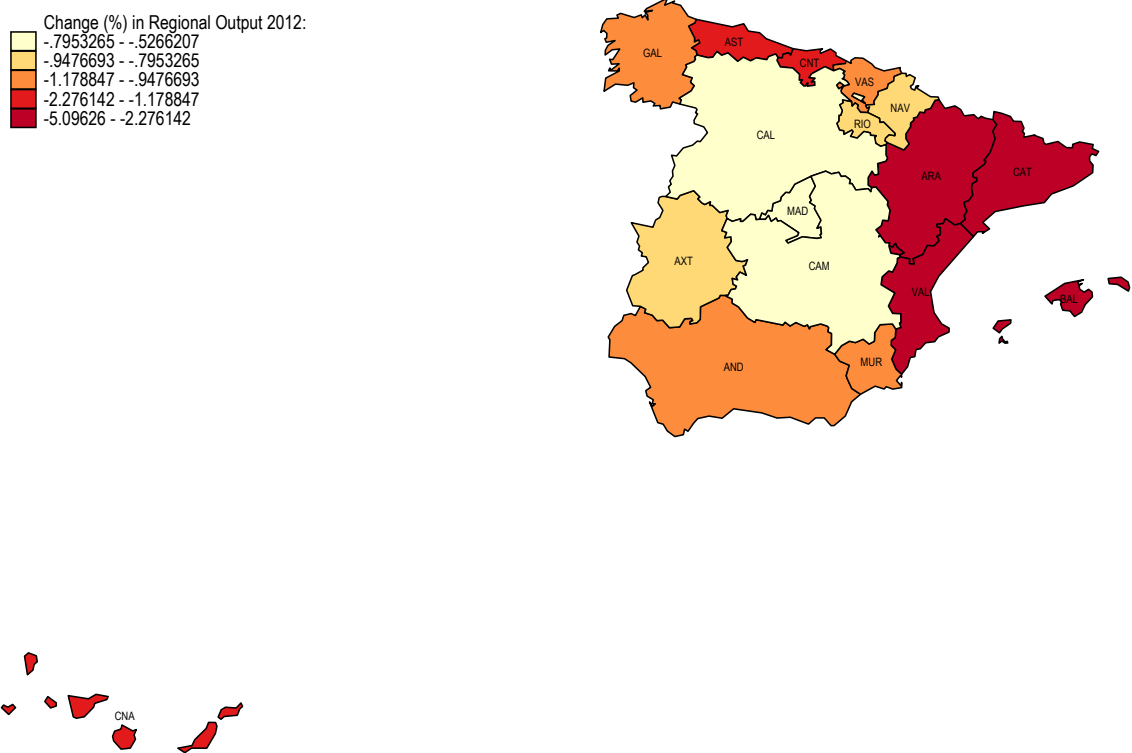 Change (%) in Regional Output 2012:
-.7953265 - -.5266207
-.9476693 - -.7953265
-1.178847 - -.9476693
-2.276142 - -1.178847
-5.09626 - -2.276142
GAL
AST
CNT
VAS
NAV
RIO
CAL
ARA
CAT
MAD
AXT
CAM
VAL
BAL
AND
MUR
CNA